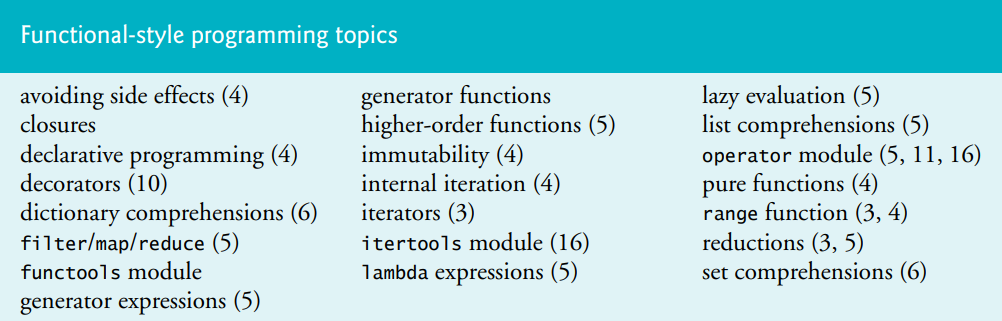 Functional-style programming topics
avoiding side effects (4)
closures
declarative programming (4)
decorators (10)
dictionary comprehensions (6)
filter/map/reduce (5)
functools module
generator expressions (5)
generator functions
higher-order functions (5)
immutability (4)
internal iteration (4)
iterators (3)
itertools module (16)
lambda expressions (5)
lazy evaluation (5)
list comprehensions (5)
operator module (5, 11, 16)
pure functions (4)
range function (3, 4)
reductions (3, 5)
set comprehensions (6)